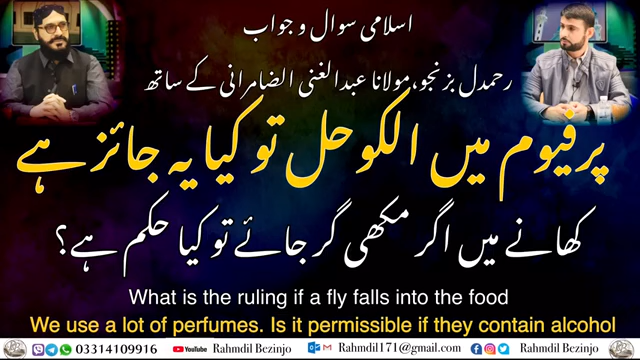 اسلامی سوال و جواب
رحمدل بزنجو، مولانا عبدالغنی الضامرانی کے ساتھ
پرفیوم میں الکوحل تو کیا یہ جائز ہے
کھانے میں اگر مکھی گر جائے تو کیا حکم ہے؟
What is the ruling if a fly falls into the food
We use a lot of perfumes. Is it permissible if they contain alcohol
03314109916 YouTube Rahmdil Bezinjo Rahmdil171@gmail.com Rahmdil Bezinjo